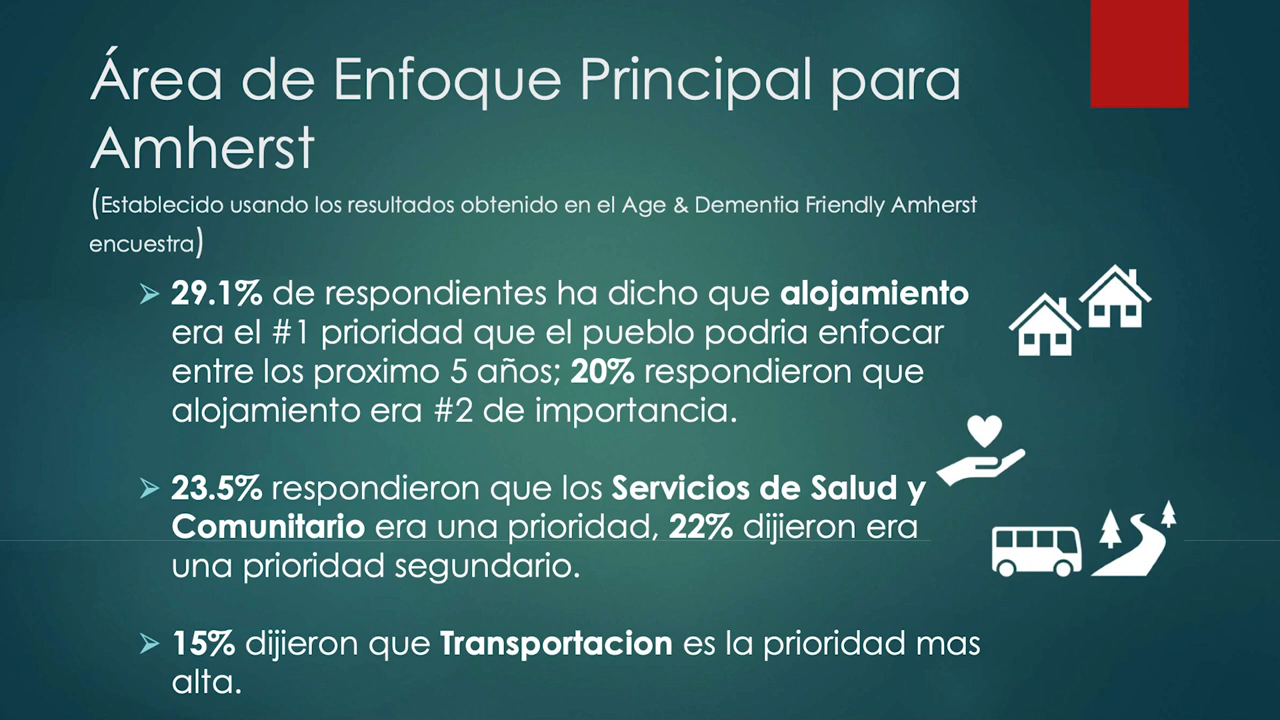 Área de Enfoque Principal para
Amherst
(Establecido usando los resultados obtenido en el Age & Dementia Friendly Amherst
encuestra)
➢ 29.1% de respondientes ha dicho que alojamiento
era el #1 prioridad que el pueblo podria enfocar
entre los proximo 5 años; 20% respondieron que
alojamiento era #2 de importancia.
➢ 23.5% respondieron que los Servicios de Salud y
Comunitario era una prioridad, 22% dijieron era
una prioridad segundario.
➢ 15% dijieron que Transportacion es la prioridad mas
alta.